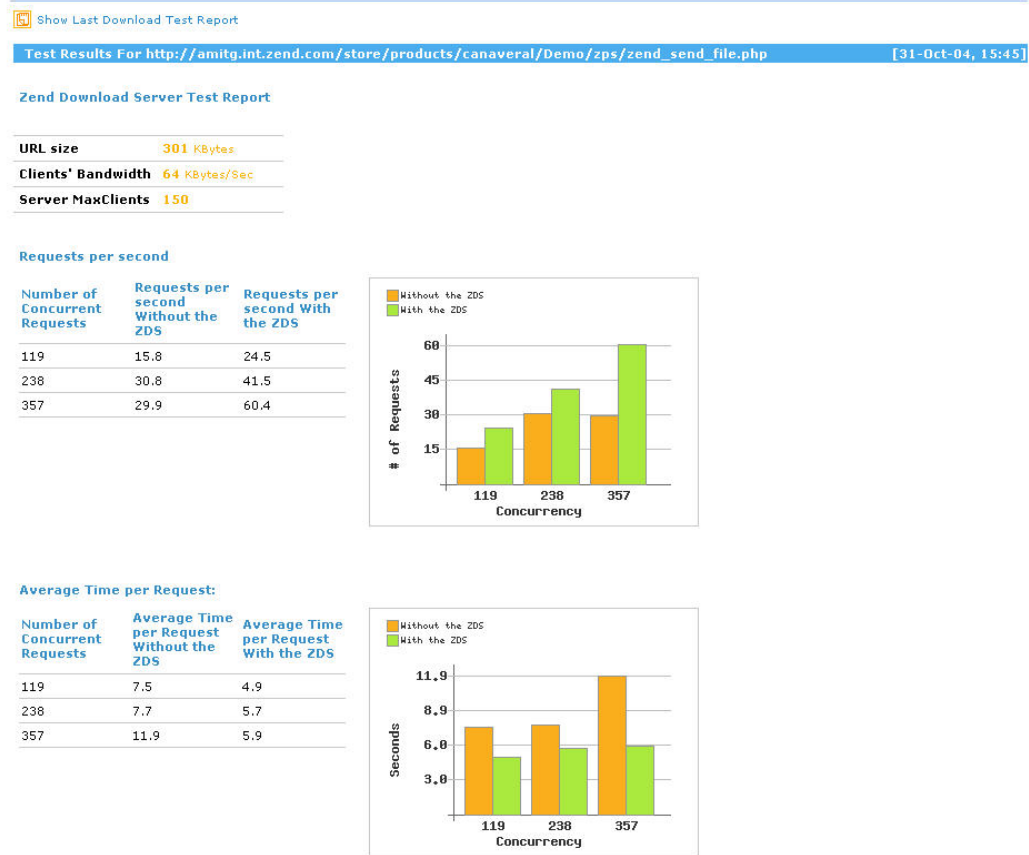 Show Last Download Test Report
Test Results For http://amitg.int.zend.com/store/products/canaveral/Demo/zps/zend_send_file.php [31-Oct-04, 15:45]
Zend Download Server Test Report
URL size 301 KBytes
Clients' Bandwidth 64 KBytes/Sec
Server MaxClients 150
Requests per second
Number of Concurrent Requests
Requests per second Without the ZDS
Requests per second With the ZDS
119 15.8 24.5
238 30.8 41.5
357 29.9 60.4
Without the ZDS
With the ZDS
60
45
30
15
# of Requests
119 238 357
Concurrency
Average Time per Request:
Number of Concurrent Requests
Average Time per Request Without the ZDS
Average Time per Request With the ZDS
119 7.5 4.9
238 7.7 5.7
357 11.9 5.9
Without the ZDS
With the ZDS
11.9
8.9
6.0
3.0
Seconds
119 238 357
Concurrency